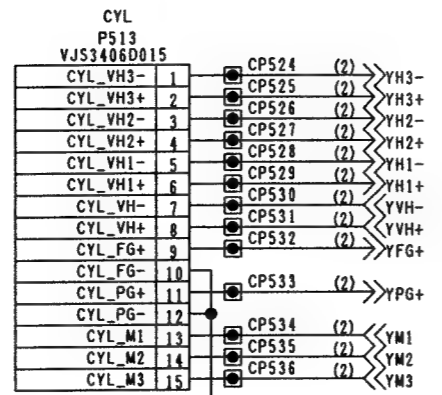 CYL
P513
VJS3406D015
CYL_VH3- 1 CP524 (2) YH3-
CYL_VH3+ 2 CP525 (2) YH3+
CYL_VH2- 3 CP526 (2) YH2-
CYL_VH2+ 4 CP527 (2) YH2+
CYL_VH1- 5 CP528 (2) YH1-
CYL_VH1+ 6 CP529 (2) YH1+
CYL_VH- 7 CP530 (2) YVH-
CYL_VH+ 8 CP531 (2) YVH+
CYL_FG+ 9 CP532 (2) YFG+
CYL_FG- 10
CYL_PG+ 11 CP533 (2) YPG+
CYL_PG- 12
CYL_M1 13 CP534 (2) YM1
CYL_M2 14 CP535 (2) YM2
CYL_M3 15 CP536 (2) YM3